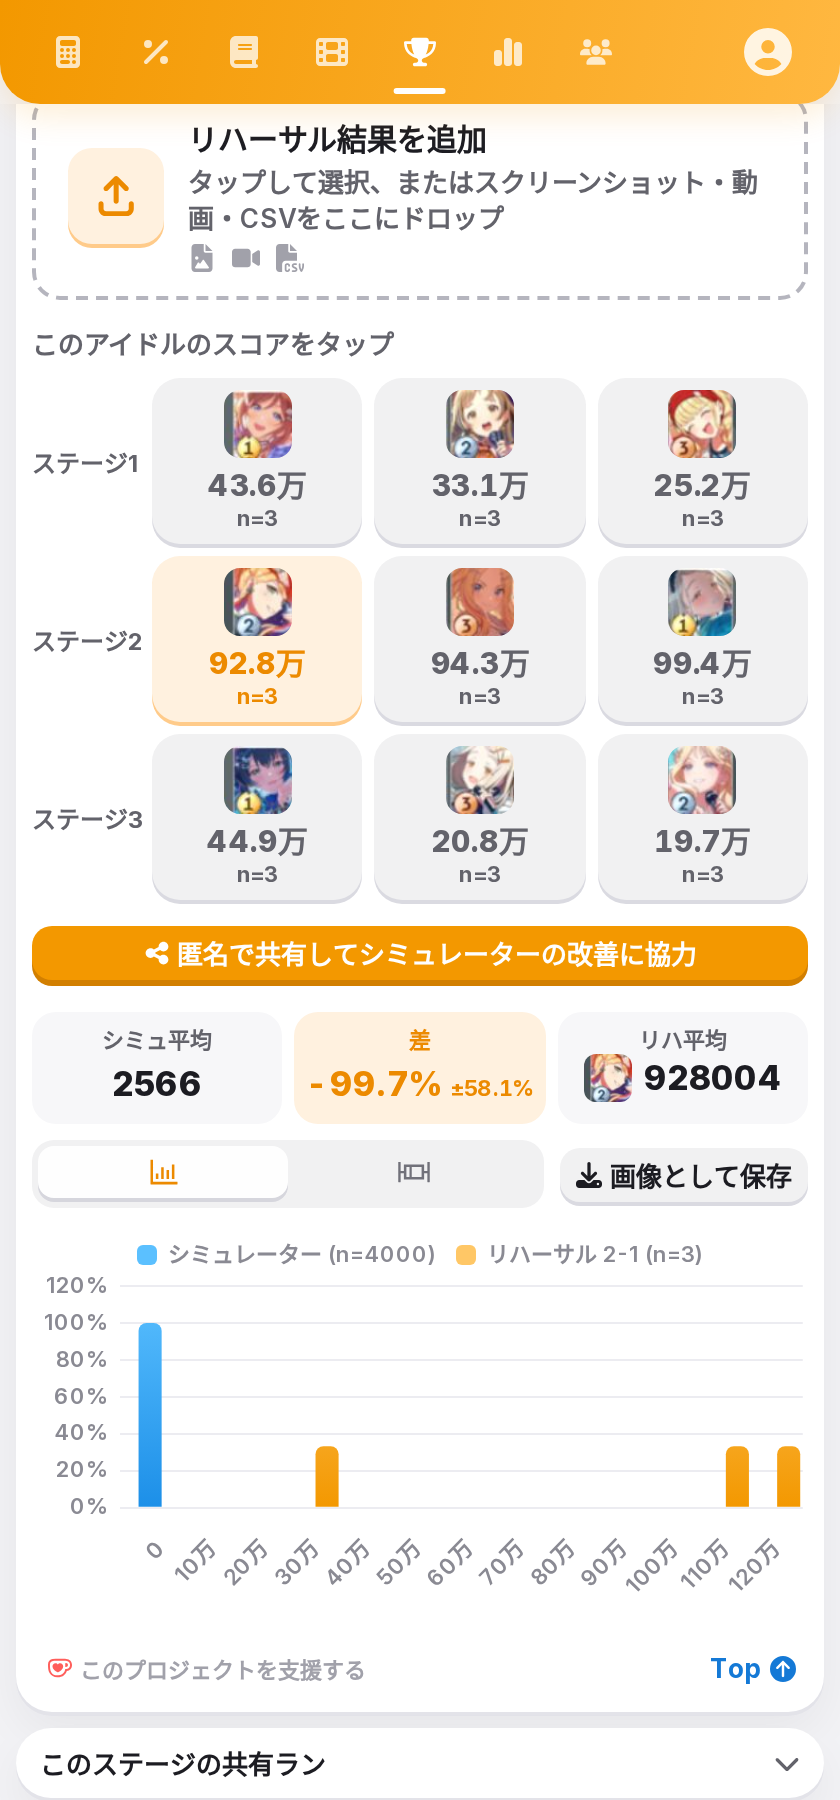 リハーサル結果を追加
タップして選択、またはスクリーンショット・動
画・CSVをここにドロップ
CSV
このアイドルのスコアをタップ
ステージ1
1
43.6万
n=3
2
33.1万
n=3
3
25.2万
n=3
ステージ2
2
92.8万
n=3
3
94.3万
n=3
1
99.4万
n=3
ステージ3
1
44.9万
n=3
3
20.8万
n=3
2
19.7万
n=3
匿名で共有してシミュレーターの改善に協力
シミュ平均
2566
差
-99.7% ±58.1%
リハ平均
2
928004
画像として保存
シミュレーター (n=4000) リハーサル 2-1 (n=3)
120%
100%
80%
60%
40%
20%
0%
0 10万 20万 30万 40万 50万 60万 70万 80万 90万 100万 110万 120万
このプロジェクトを支援する
Top
このステージの共有ラン